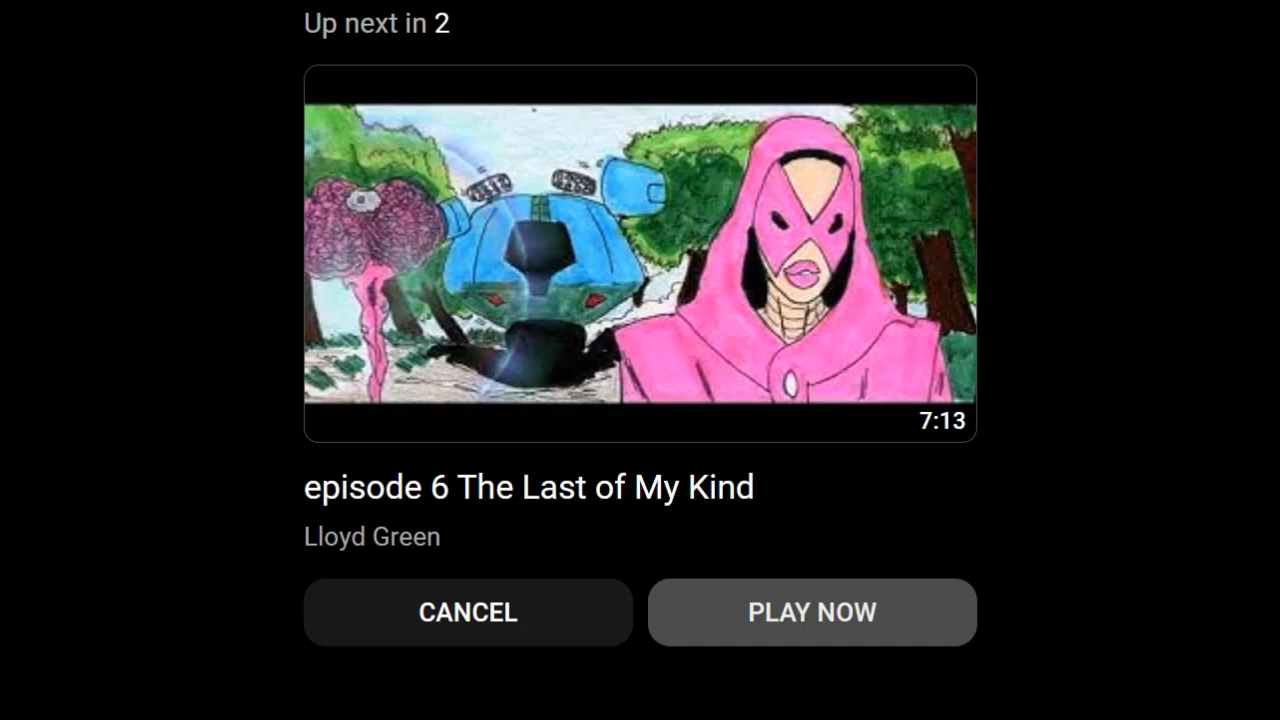 Up next in 2
7:13
episode 6 The Last of My Kind
Lloyd Green
CANCEL
PLAY NOW